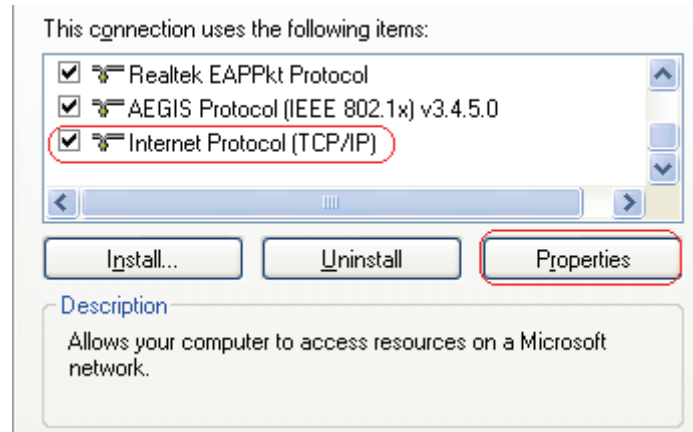 This connection uses the following items:
Realtek EAPPkt Protocol
AEGIS Protocol (IEEE 802.1x) v3.4.5.0
Internet Protocol (TCP/IP)
Install...
Uninstall
Properties
Description
Allows your computer to access resources on a Microsoft
network.